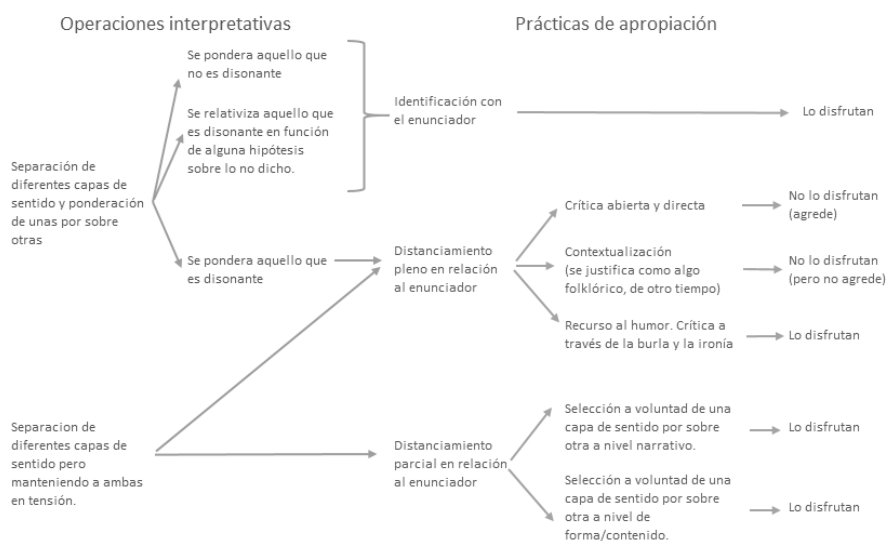 Operaciones interpretativas
Prácticas de apropiación
Separación de
diferentes capas de
sentido y ponderación
de unas por sobre
otras
Se pondera aquello que
no es disonante
Se relativiza aquello que
es disonante en función
de alguna hipótesis
sobre lo no dicho.
Identificación con
el enunciador
Lo disfrutan
Se pondera aquello que
es disonante
Distanciamiento
pleno en relación
al enunciador
Crítica abierta y directa
No lo disfrutan
(agrede)
Contextualización
(se justifica como algo
folklórico, de otro tiempo)
No lo disfrutan
(pero no agrede)
Recurso al humor. Crítica a
través de la burla y la ironía
Lo disfrutan
Separacion de
diferentes capas de
sentido pero
manteniendo a ambas
en tensión.
Distanciamiento
parcial en relación
al enunciador
Selección a voluntad de una
capa de sentido por sobre
otra a nivel narrativo.
Lo disfrutan
Selección a voluntad de una
capa de sentido por sobre
otra a nivel de
forma/contenido.
Lo disfrutan